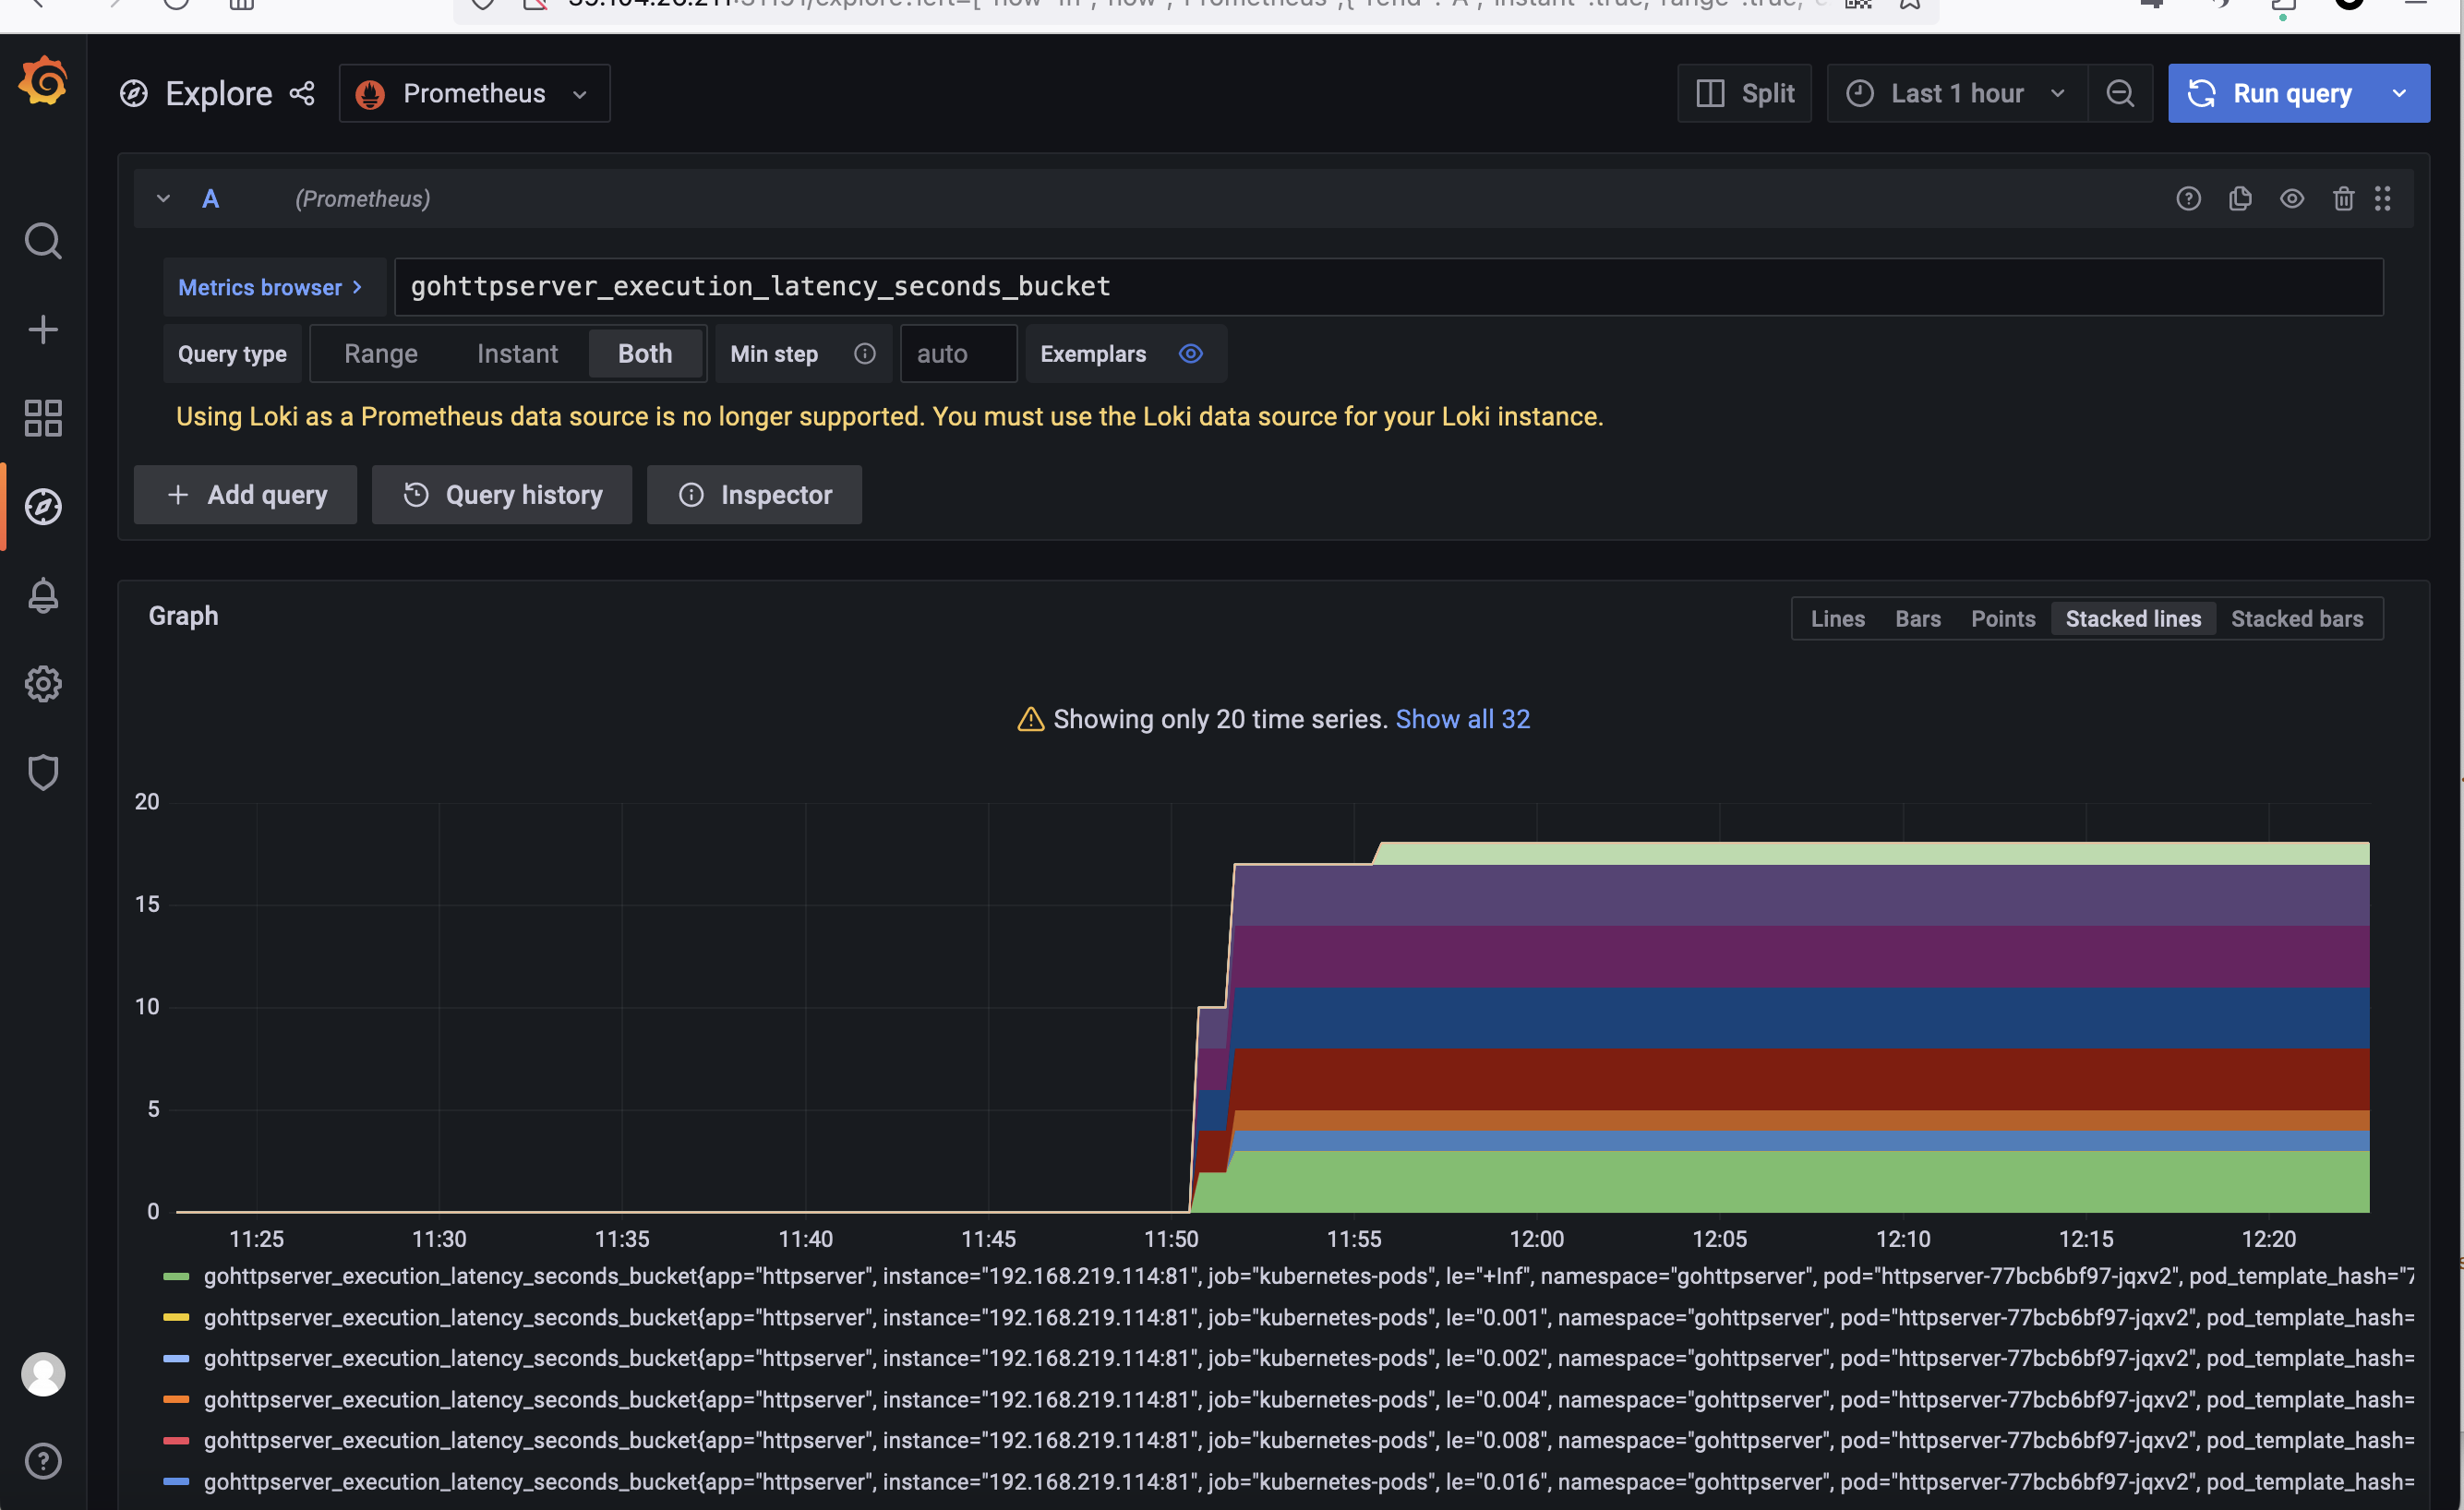 Explore
Prometheus
Split
Last 1 hour
Run query
A
(Prometheus)
Metrics browser >
gohttpserver_execution_latency_seconds_bucket
Query type
Range
Instant
Both
Min step
auto
Exemplars
Using Loki as a Prometheus data source is no longer supported. You must use the Loki data source for your Loki instance.
+ Add query
Query history
Inspector
Graph
Lines
Bars
Points
Stacked lines
Stacked bars
Showing only 20 time series. Show all 32
20
15
10
5
0
11:25
11:30
11:35
11:40
11:45
11:50
11:55
12:00
12:05
12:10
12:15
12:20
gohttpserver_execution_latency_seconds_bucket{app="httpserver", instance="192.168.219.114:81", job="kubernetes-pods", le="+Inf", namespace="gohttpserver", pod="httpserver-77bcb6bf97-jqxv2", pod_template_hash="7
gohttpserver_execution_latency_seconds_bucket{app="httpserver", instance="192.168.219.114:81", job="kubernetes-pods", le="0.001", namespace="gohttpserver", pod="httpserver-77bcb6bf97-jqxv2", pod_template_hash=
gohttpserver_execution_latency_seconds_bucket{app="httpserver", instance="192.168.219.114:81", job="kubernetes-pods", le="0.002", namespace="gohttpserver", pod="httpserver-77bcb6bf97-jqxv2", pod_template_hash=
gohttpserver_execution_latency_seconds_bucket{app="httpserver", instance="192.168.219.114:81", job="kubernetes-pods", le="0.004", namespace="gohttpserver", pod="httpserver-77bcb6bf97-jqxv2", pod_template_hash=
gohttpserver_execution_latency_seconds_bucket{app="httpserver", instance="192.168.219.114:81", job="kubernetes-pods", le="0.008", namespace="gohttpserver", pod="httpserver-77bcb6bf97-jqxv2", pod_template_hash=
gohttpserver_execution_latency_seconds_bucket{app="httpserver", instance="192.168.219.114:81", job="kubernetes-pods", le="0.016", namespace="gohttpserver", pod="httpserver-77bcb6bf97-jqxv2", pod_template_hash=